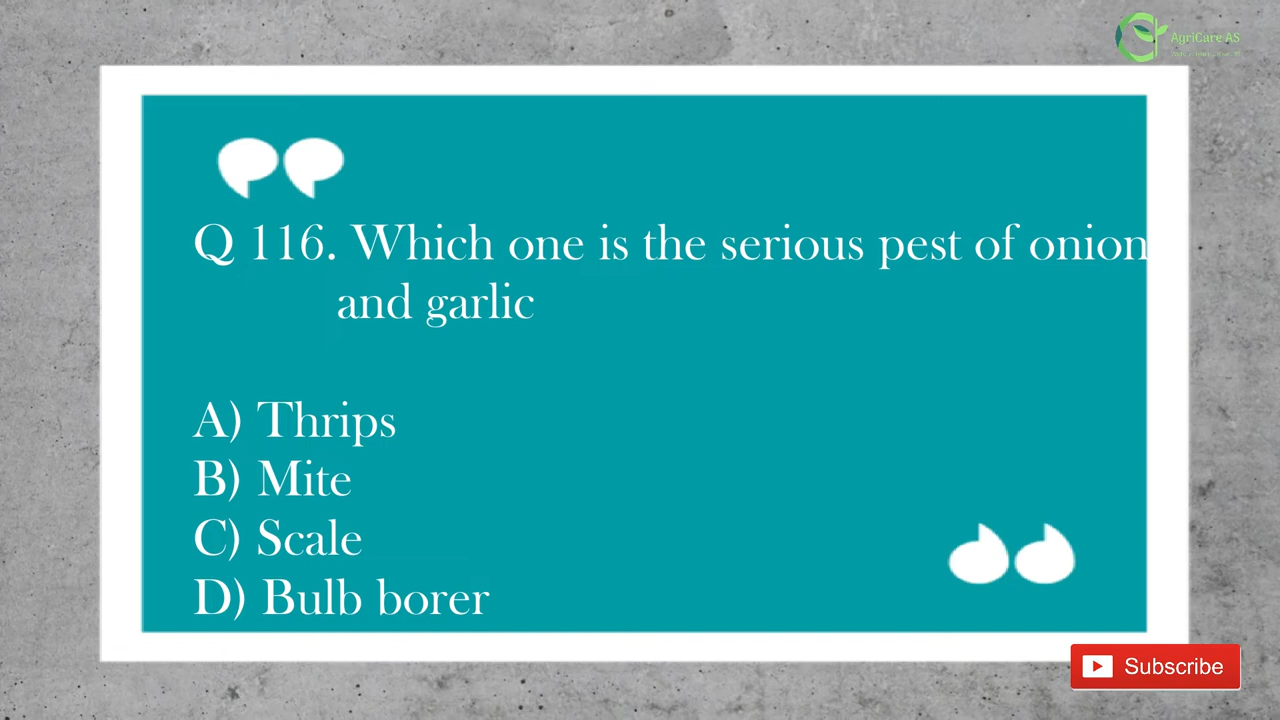 AgriCare AS
Q 116. Which one is the serious pest of onion
and garlic
A) Thrips
B) Mite
C) Scale
D) Bulb borer
Subscribe